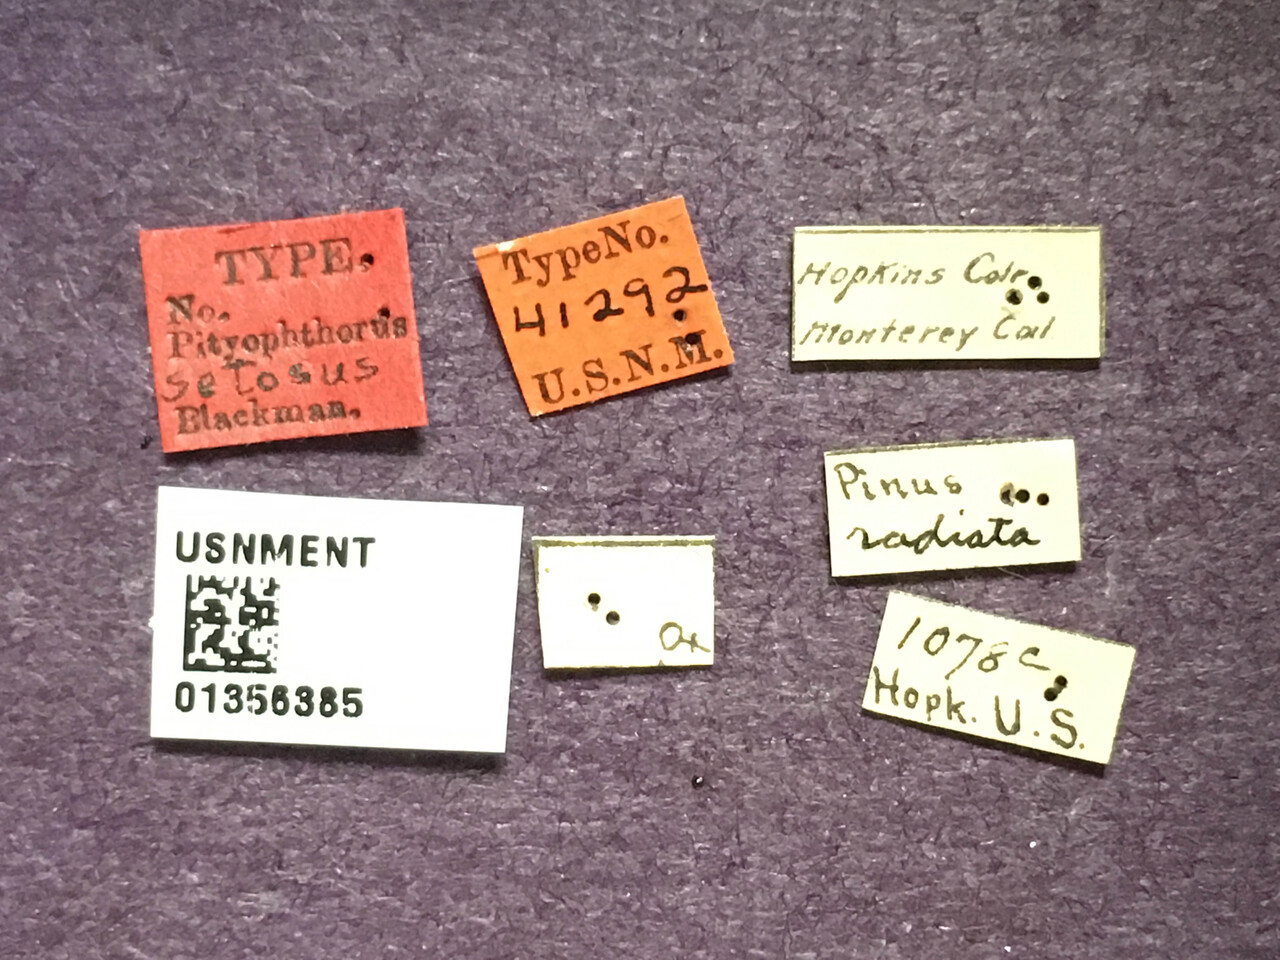 TYPE.
No.
Pityophthorus
setosus
Blackman.
TypeNo.
41292
U.S.N.M.
Hopkins Colr.
Monterey Cal
Pinus
radiata
1078c
Hopk. U.S.
USNMENT
01356385